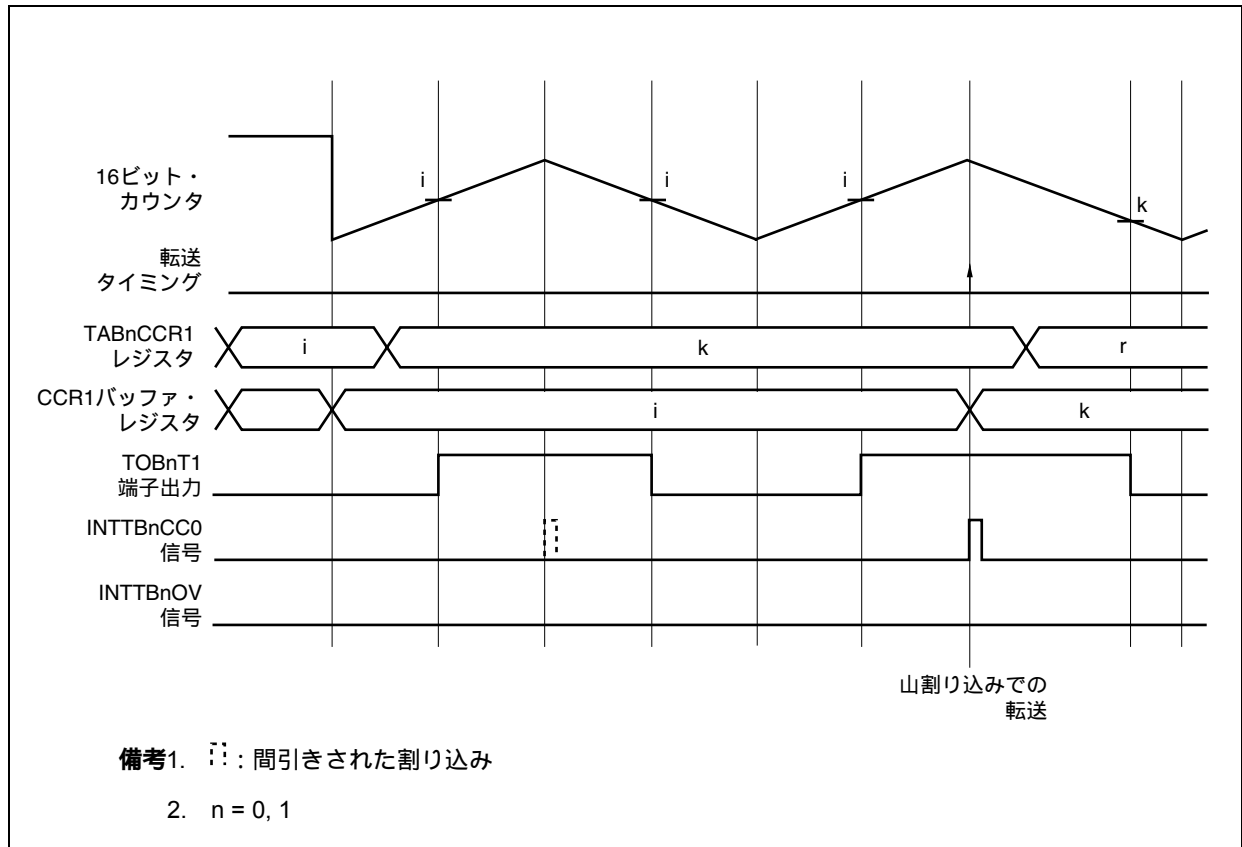 i
i
i
k
16ビット・
カウンタ
転送
タイミング
TABnCCR1
レジスタ
i
k
r
CCR1バッファ・
レジスタ
i
k
TOBnT1
端子出力
INTTBnCC0
信号
INTTBnOV
信号
山割り込みでの
転送
備考1. : 間引きされた割り込み
2. n = 0, 1